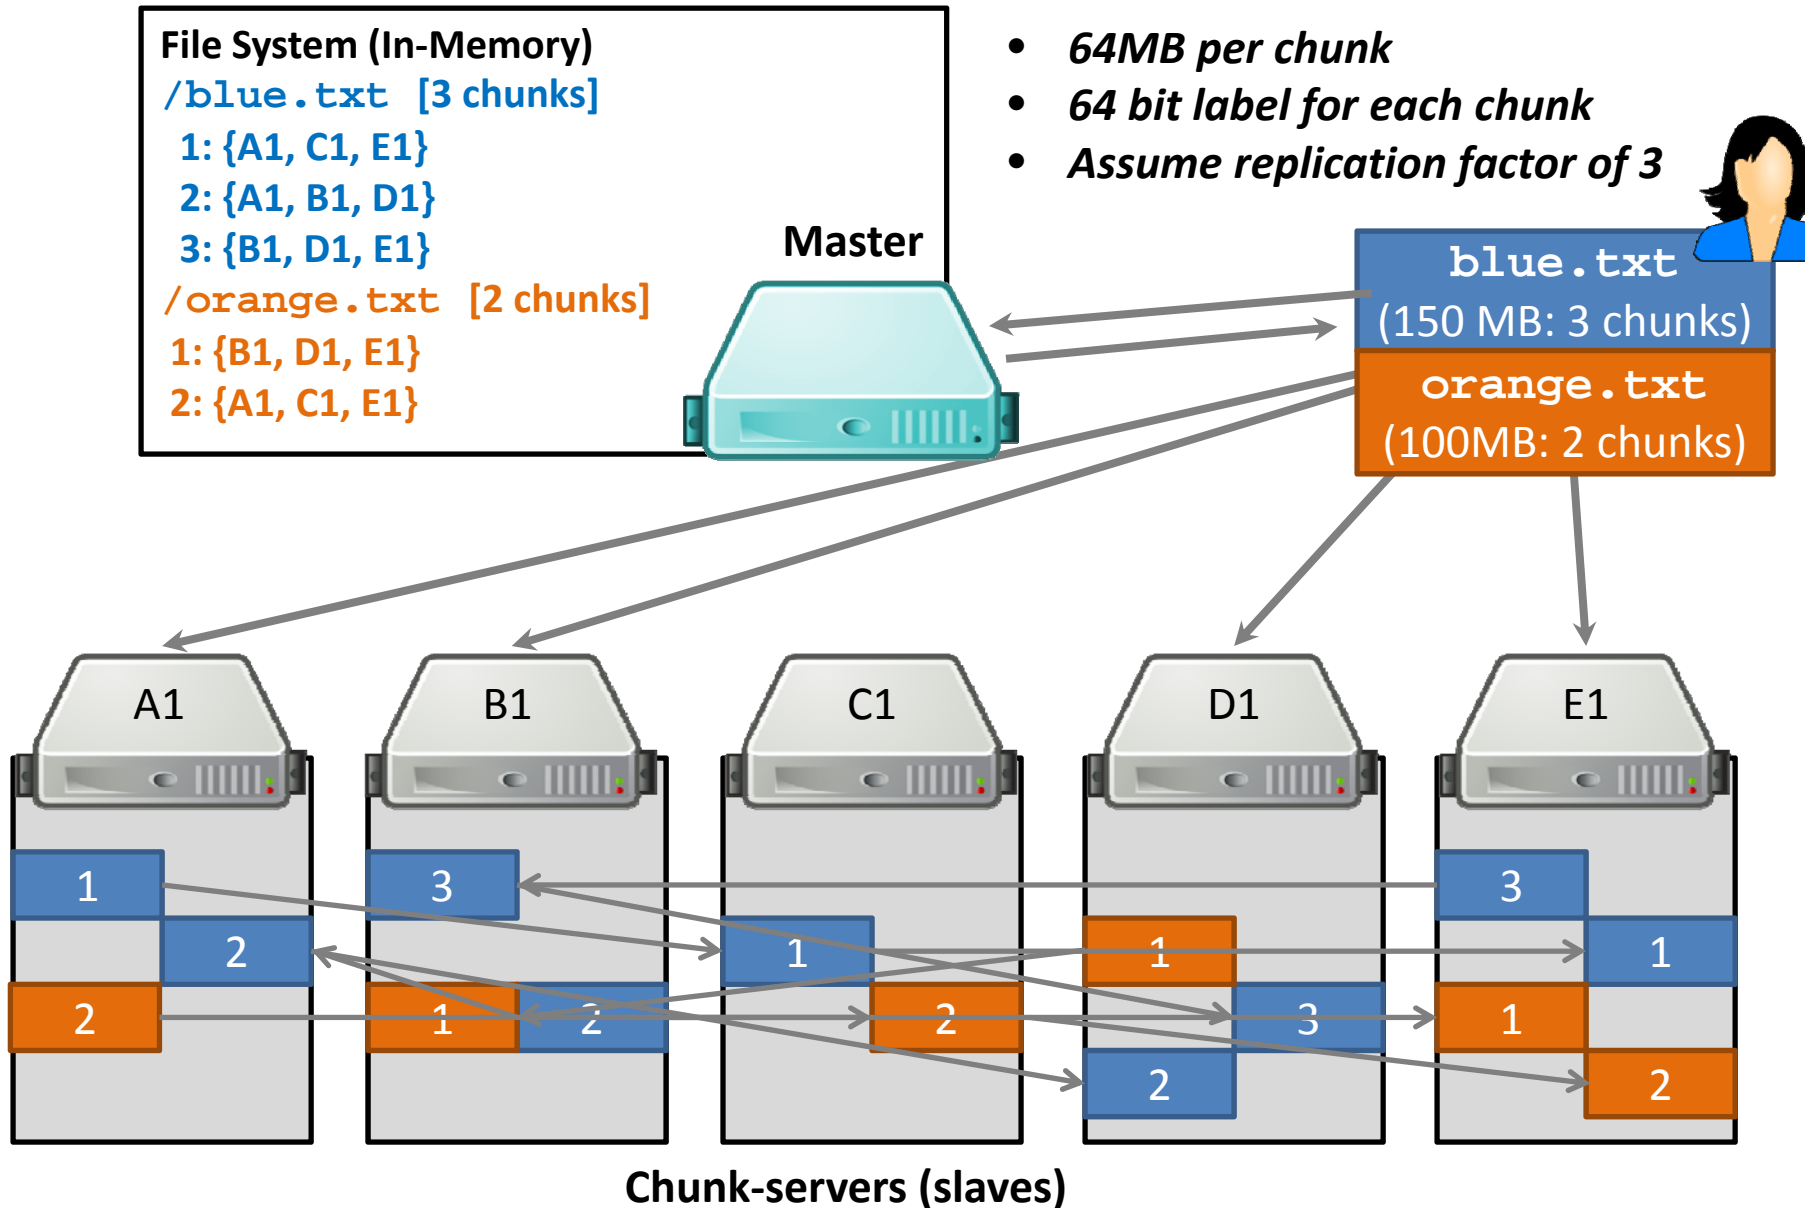 File System (In-Memory)
/blue.txt [3 chunks]
1: {A1, C1, E1}
2: {A1, B1, D1}
3: {B1, D1, E1}
/orange.txt [2 chunks]
1: {B1, D1, E1}
2: {A1, C1, E1}
Master
• 64MB per chunk
• 64 bit label for each chunk
• Assume replication factor of 3
blue.txt
(150 MB: 3 chunks)
orange.txt
(100MB: 2 chunks)
A1 B1 C1 D1 E1
1 3 3
2 1 1 1
2 1 2 2 3 1
2 2
Chunk-servers (slaves)